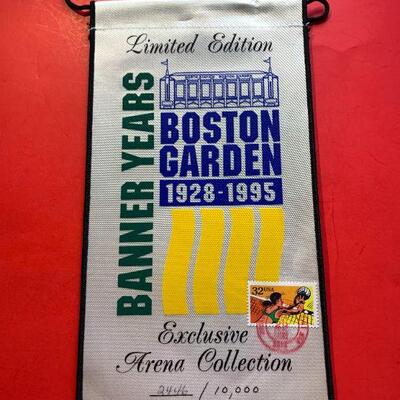 Limited Edition
BANNER YEARS
BOSTON
GARDEN
1928-1995
32 USA
Exclusive
Arena Collection
2446 / 10,000